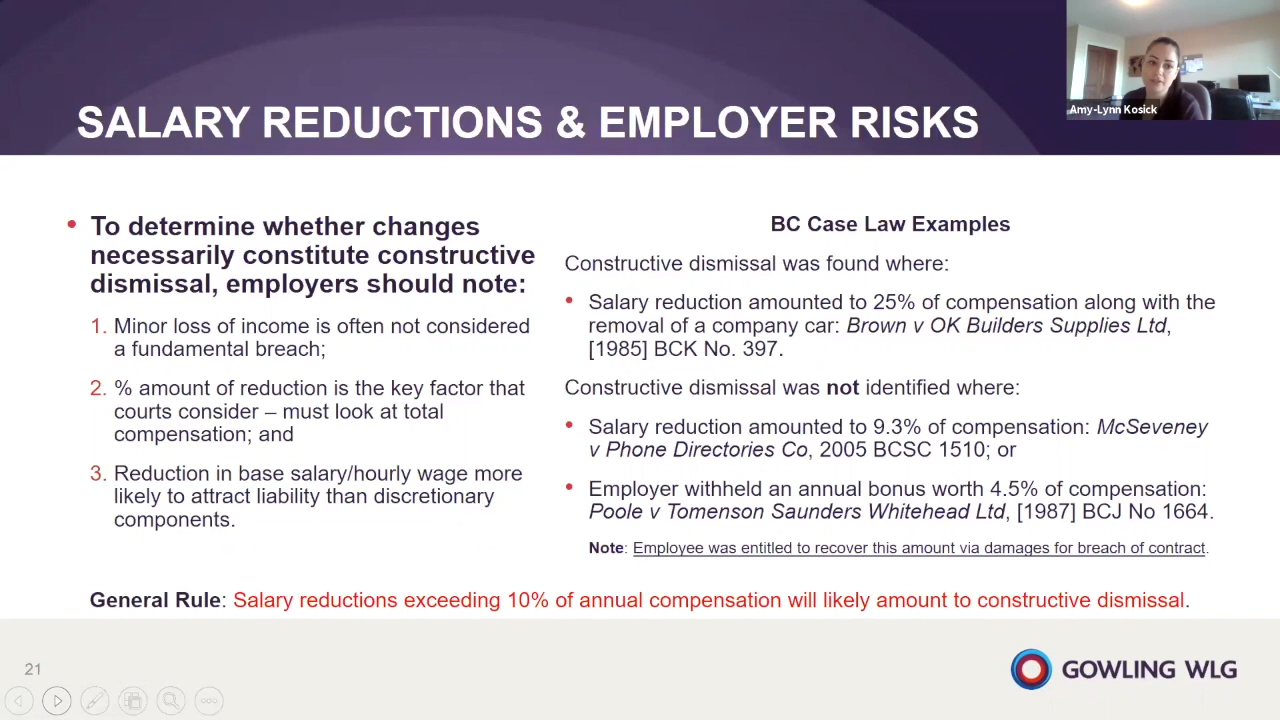 SALARY REDUCTIONS & EMPLOYER RISKS
Amy-Lynn Kosick
• To determine whether changes
necessarily constitute constructive
dismissal, employers should note:
1. Minor loss of income is often not considered
a fundamental breach;
2. % amount of reduction is the key factor that
courts consider – must look at total
compensation; and
3. Reduction in base salary/hourly wage more
likely to attract liability than discretionary
components.
BC Case Law Examples
Constructive dismissal was found where:
• Salary reduction amounted to 25% of compensation along with the
removal of a company car: Brown v OK Builders Supplies Ltd,
[1985] BCK No. 397.
Constructive dismissal was not identified where:
• Salary reduction amounted to 9.3% of compensation: McSeveney
v Phone Directories Co, 2005 BCSC 1510; or
• Employer withheld an annual bonus worth 4.5% of compensation:
Poole v Tomenson Saunders Whitehead Ltd, [1987] BCJ No 1664.
Note: Employee was entitled to recover this amount via damages for breach of contract.
General Rule: Salary reductions exceeding 10% of annual compensation will likely amount to constructive dismissal.
21
GOWLING WLG